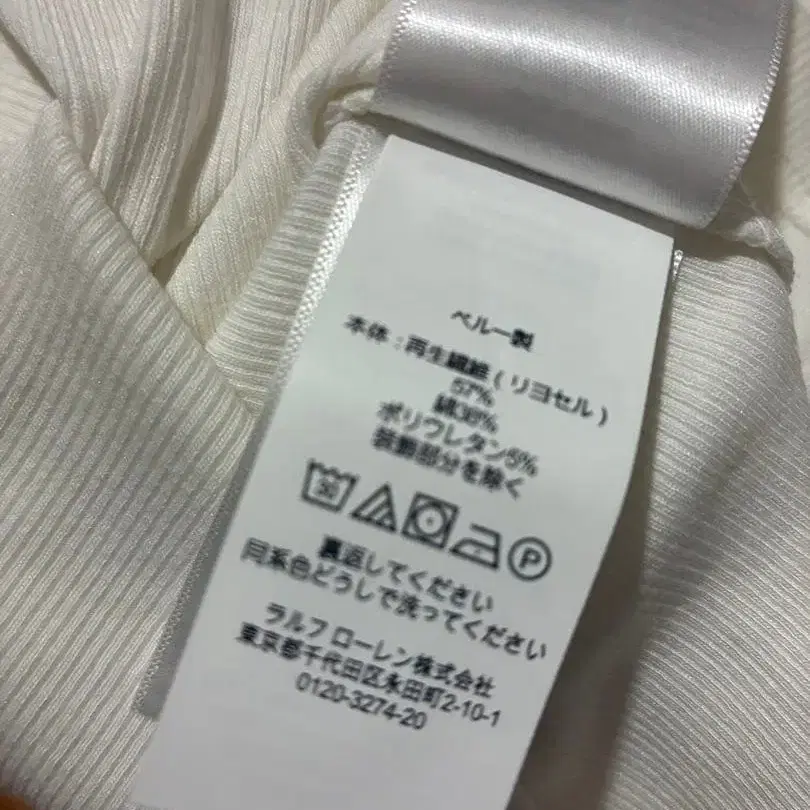 ペルー製
本体：再生繊維(リヨセル)
57%
綿38%
ポリウレタン5%
装飾部分を除く
30
P
裏返してください
同系色どうしで洗ってください
ラルフ ローレン株式会社
東京都千代田区永田町2-10-1
0120-3274-20